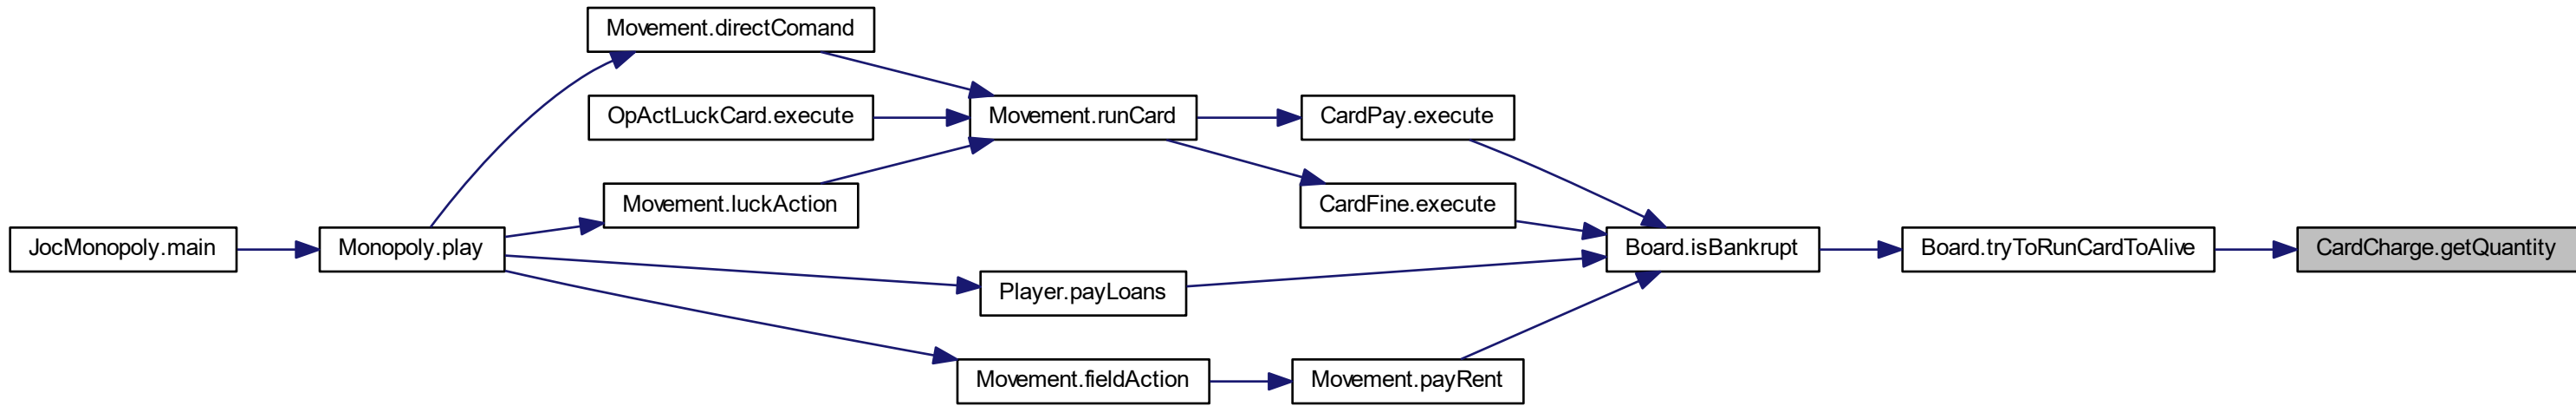 Movement.directComand
OpActLuckCard.execute
Movement.runCard
CardPay.execute
Movement.luckAction
CardFine.execute
JocMonopoly.main
Monopoly.play
Board.isBankrupt
Board.tryToRunCardToAlive
CardCharge.getQuantity
Player.payLoans
Movement.fieldAction
Movement.payRent